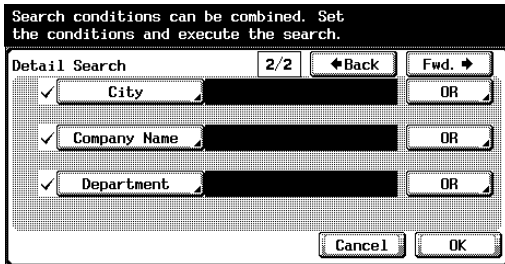 Search conditions can be combined. Set
the conditions and execute the search.
Detail Search 2/2 ←Back Fwd. →
✓ City OR
✓ Company Name OR
✓ Department OR
Cancel OK